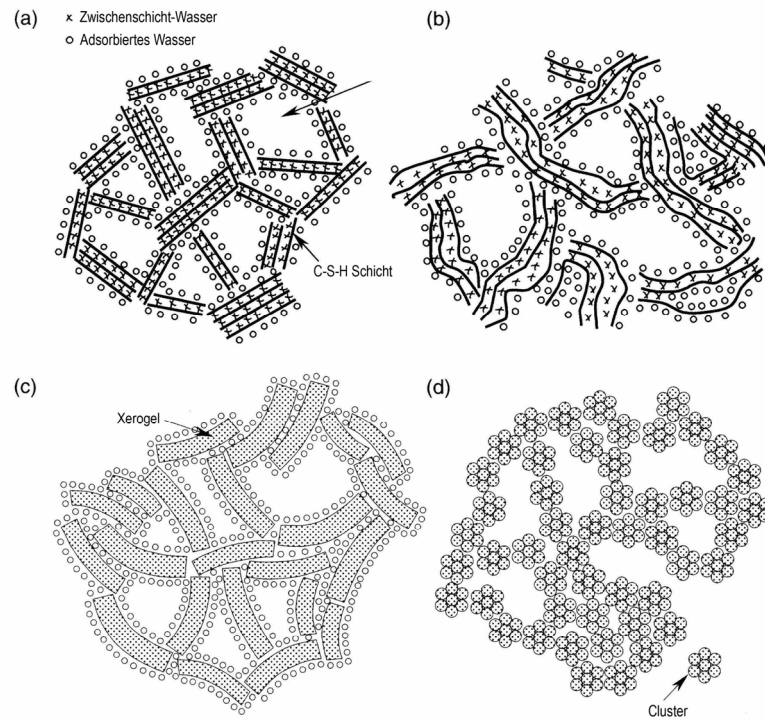 (a)
x Zwischenschicht-Wasser
o Adsorbiertes Wasser
(b)
C-S-H Schicht
(c)
Xerogel
(d)
Cluster